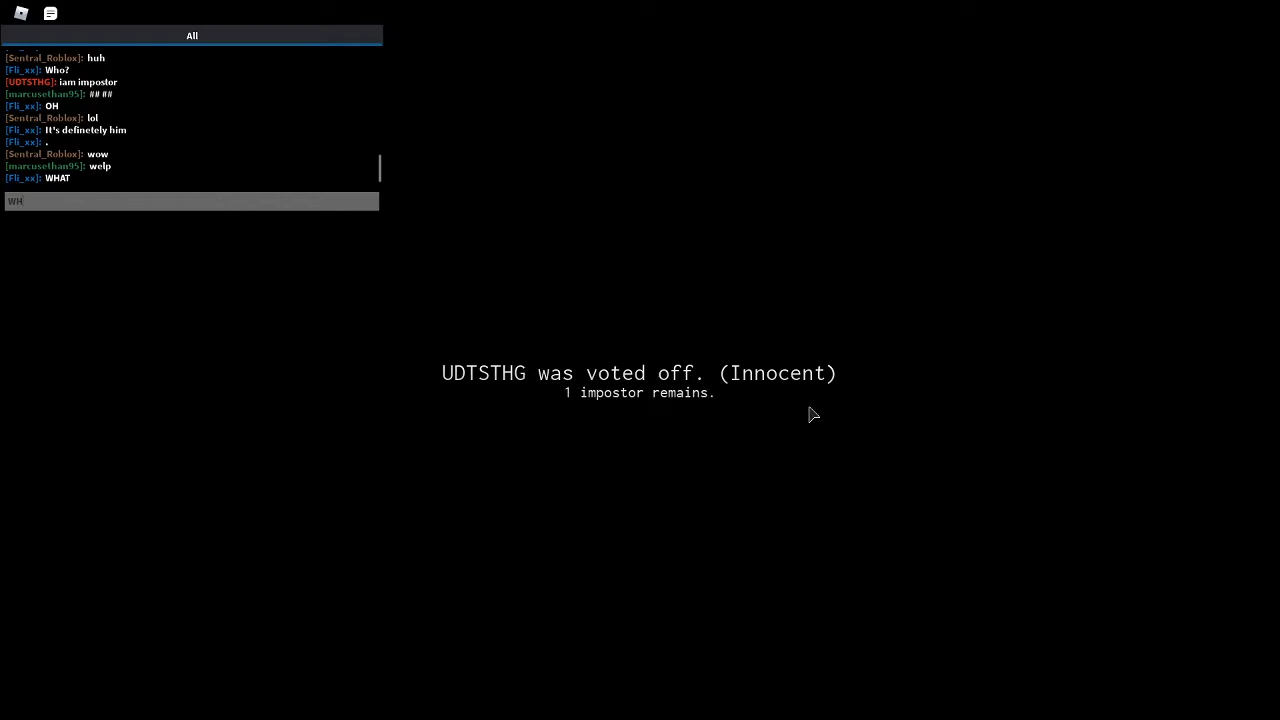 All
[Sentral_Roblox]: huh
[Fli_xx]: Who?
[UDTSTHG]: iam impostor
[marcusethan95]: ## ##
[Fli_xx]: OH
[Sentral_Roblox]: lol
[Fli_xx]: It's definetely him
[Fli_xx]: .
[Sentral_Roblox]: wow
[marcusethan95]: welp
[Fli_xx]: WHAT
WH
UDTSTHG was voted off. (Innocent)
1 impostor remains.